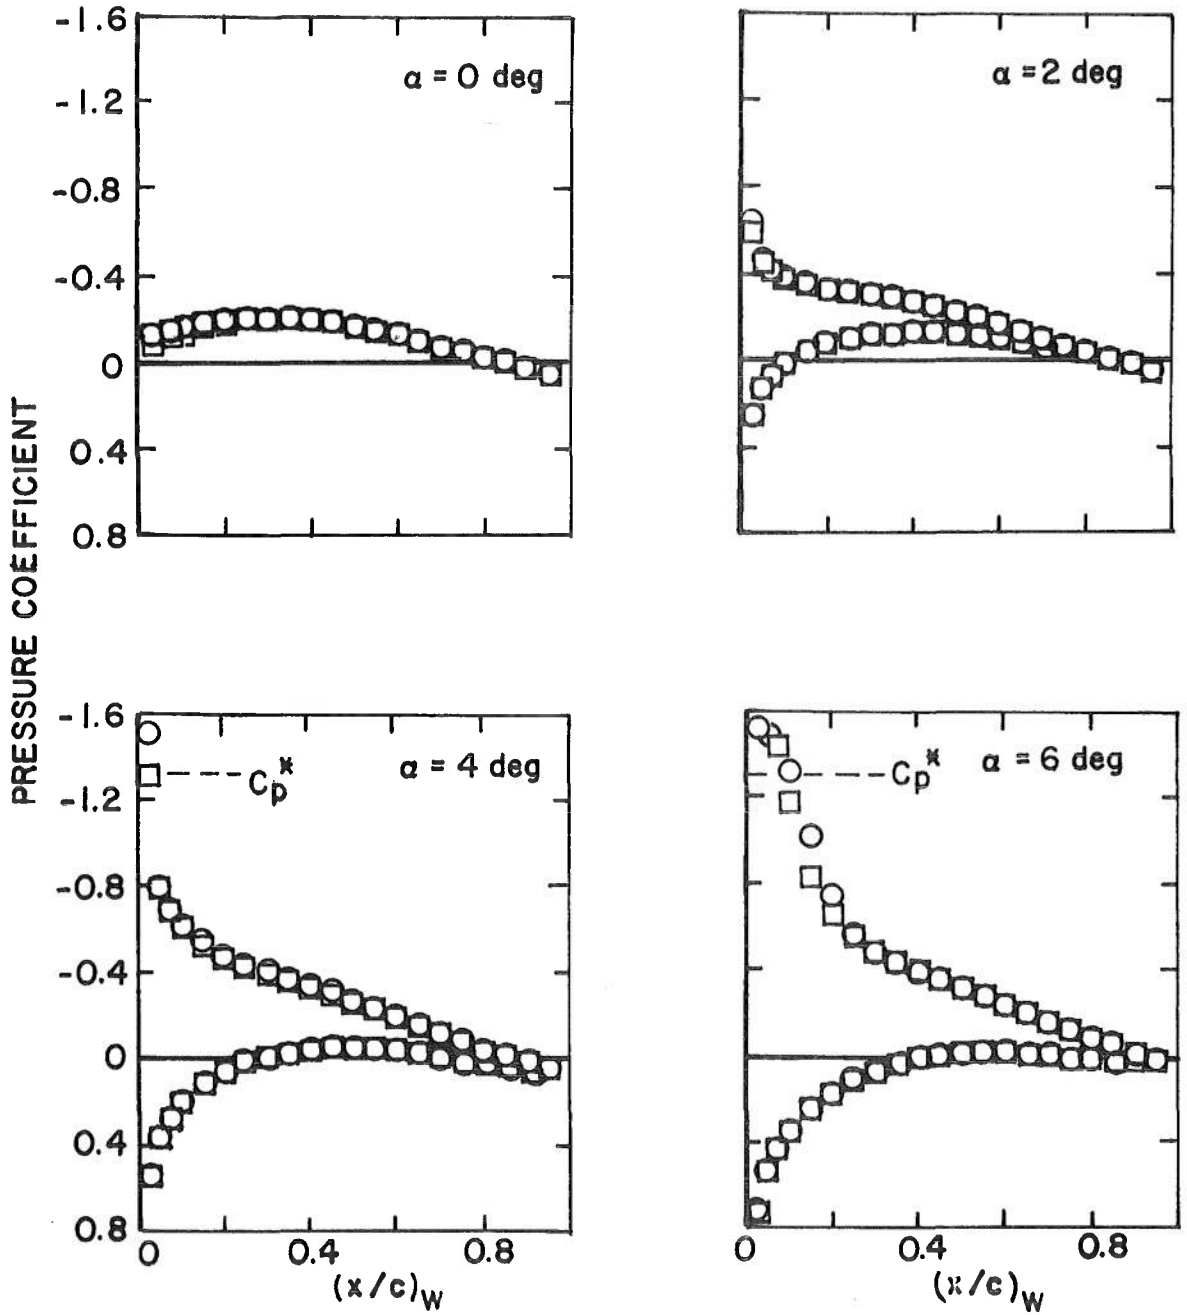 PRESSURE COEFFICIENT
-1.6
-1.2
-0.8
-0.4
0
0.4
0.8
α = 0 deg
α = 2 deg
-1.6
-1.2
-0.8
-0.4
0
0.4
0.8
Cp*
α = 4 deg
0
0.4
0.8
(x/c)W
Cp*
α = 6 deg
0
0.4
0.8
(x/c)W